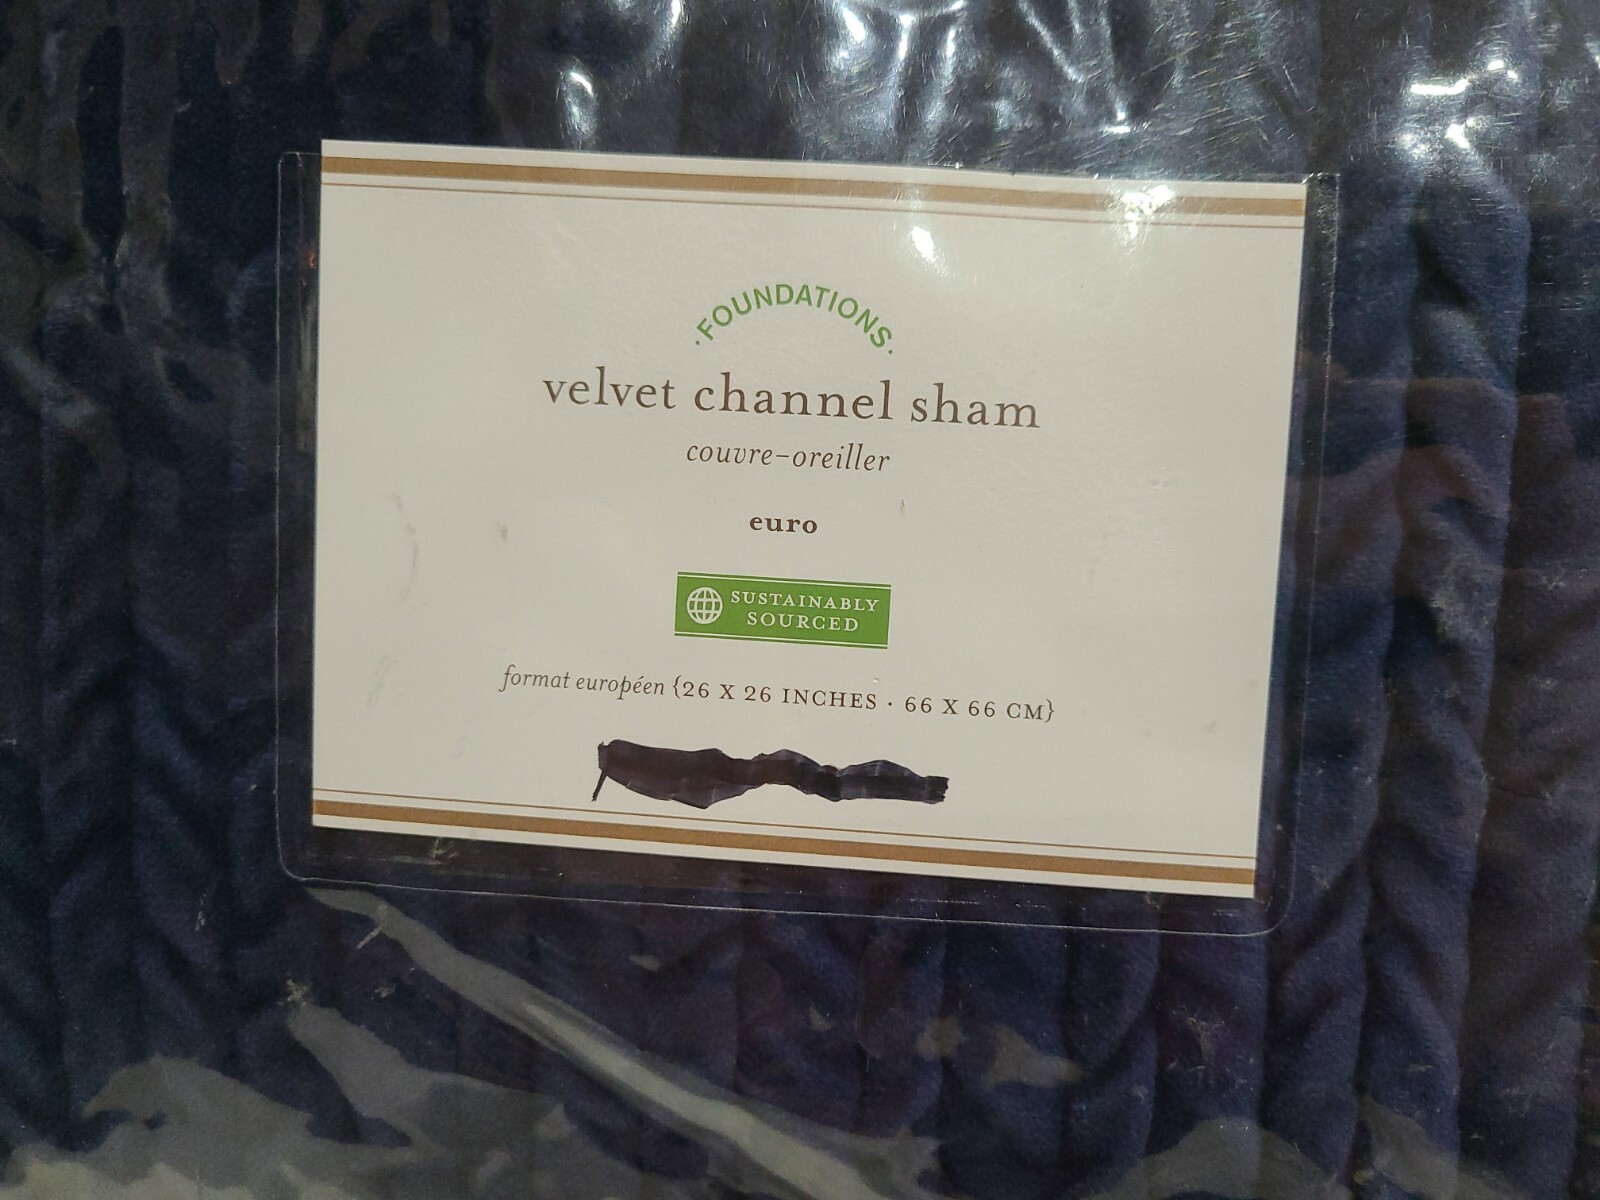 ·FOUNDATIONS·
velvet channel sham
couvre-oreiller
euro
SUSTAINABLY
SOURCED
format européen {26 X 26 INCHES · 66 X 66 CM}